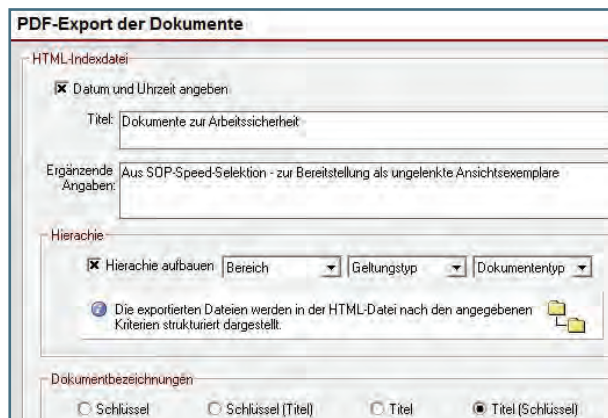 PDF-Export der Dokumente
HTML-Indexdatei
Datum und Uhrzeit angeben
Titel: Dokumente zur Arbeitssicherheit
Ergänzende Angaben: Aus SOP-Speed-Selektion - zur Bereitstellung als ungelenkte Ansichtsexemplare
Hierachie
Hierachie aufbauen Bereich Geltungstyp Dokumententyp
Die exportierten Dateien werden in der HTML-Datei nach den angegebenen
Kriterien strukturiert dargestellt.
Dokumentbezeichnungen
Schlüssel Schlüssel (Titel) Titel Titel (Schlüssel)